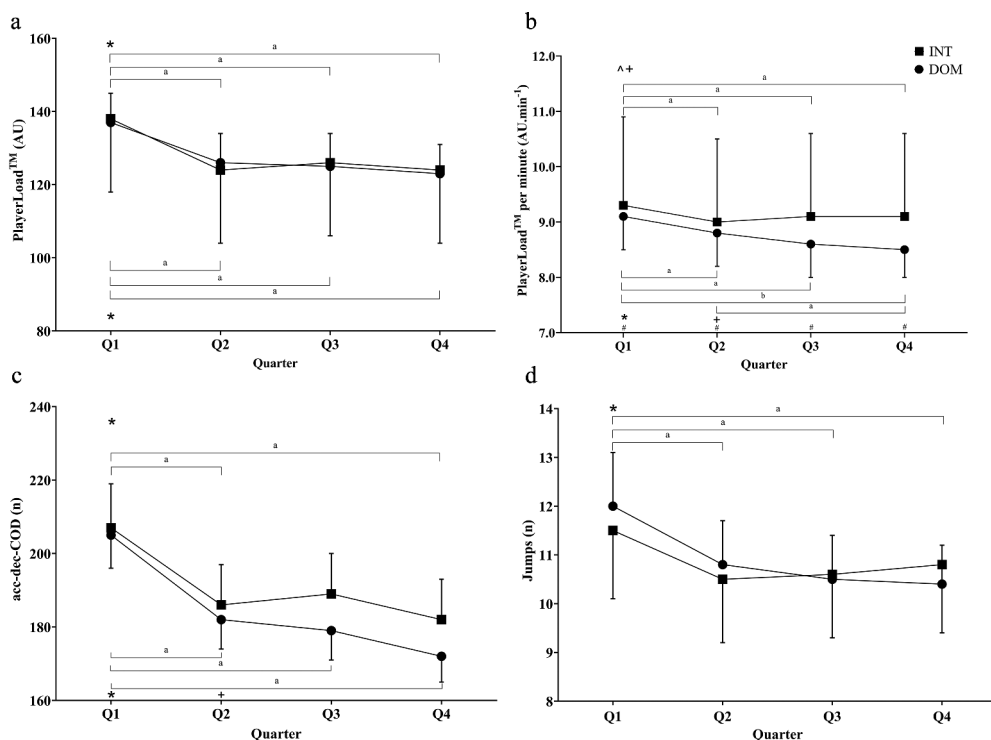 a
PlayerLoad™ (AU)
160
140
120
100
80
*
a
a
a
a
a
a
*
Q1 Q2 Q3 Q4
Quarter
b
PlayerLoad™ per minute (AU.min⁻¹)
12.0
11.0
10.0
9.0
8.0
7.0
INT
DOM
^ +
a
a
a
a
a
b
a
* +
# # # #
Q1 Q2 Q3 Q4
Quarter
c
acc-dec-COD (n)
240
220
200
180
160
*
a
a
a
a
a
* +
Q1 Q2 Q3 Q4
Quarter
d
Jumps (n)
14
13
12
11
10
9
8
*
a
a
a
Q1 Q2 Q3 Q4
Quarter